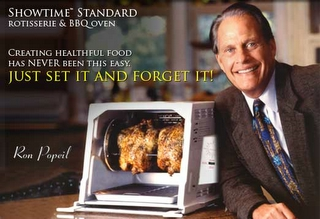 SHOWTIME™ STANDARD
ROTISSERIE & BBQ OVEN
CREATING HEALTHFUL FOOD
HAS NEVER BEEN THIS EASY.
JUST SET IT AND FORGET IT!
Ron Popeil